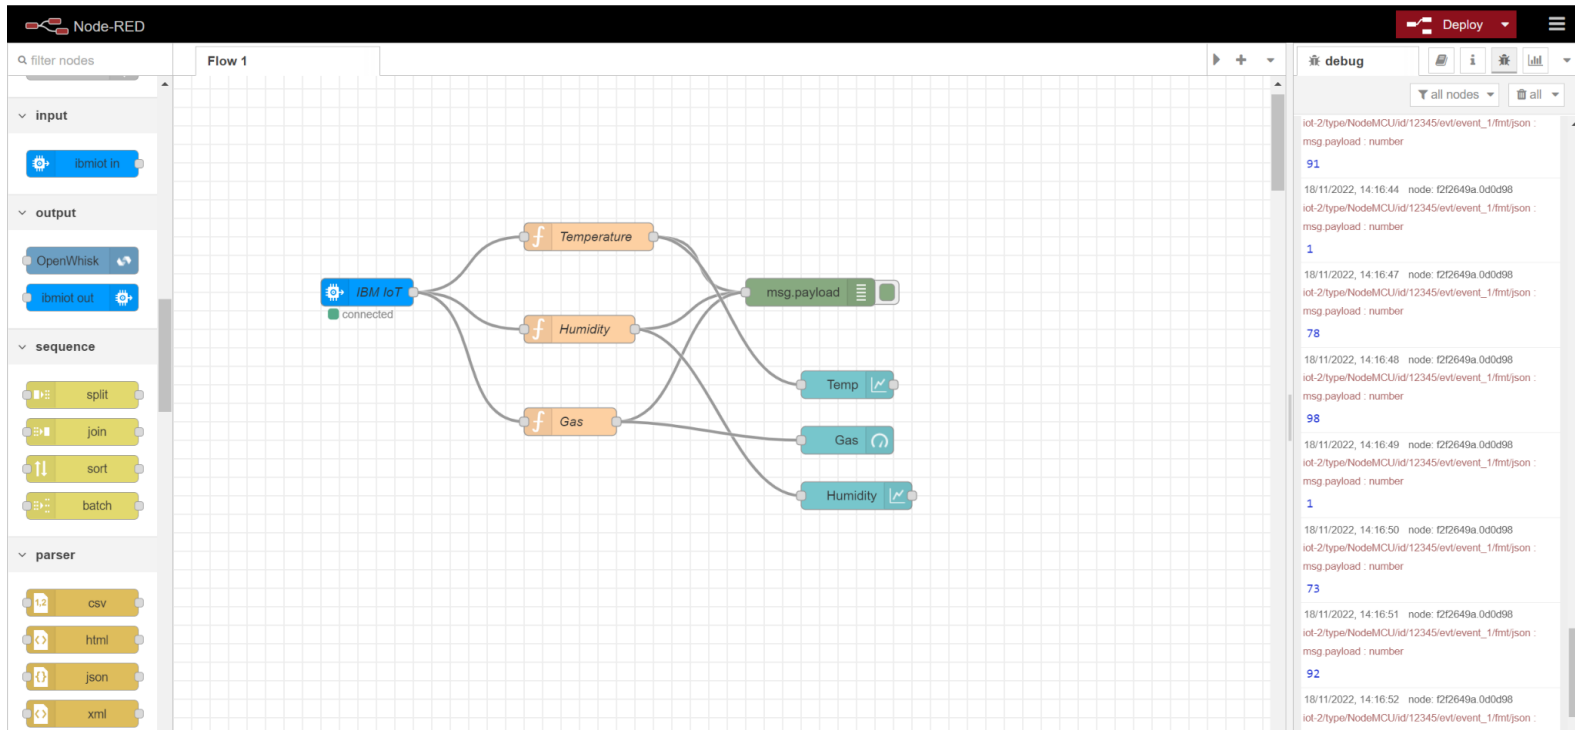 Node-RED
Deploy
filter nodes
Flow 1
debug
i
all nodes
all
input
ibmiot in
output
OpenWhisk
ibmiot out
sequence
split
join
sort
batch
parser
1,2 csv
html
json
xml
IBM IoT
connected
f Temperature
f Humidity
f Gas
msg.payload
Temp
Gas
Humidity
iot-2/type/NodeMCU/id/12345/evt/event_1/fmt/json :
msg.payload : number
91
18/11/2022, 14:16:44 node: f2f2649a.0d0d98
iot-2/type/NodeMCU/id/12345/evt/event_1/fmt/json :
msg.payload : number
1
18/11/2022, 14:16:47 node: f2f2649a.0d0d98
iot-2/type/NodeMCU/id/12345/evt/event_1/fmt/json :
msg.payload : number
78
18/11/2022, 14:16:48 node: f2f2649a.0d0d98
iot-2/type/NodeMCU/id/12345/evt/event_1/fmt/json :
msg.payload : number
98
18/11/2022, 14:16:49 node: f2f2649a.0d0d98
iot-2/type/NodeMCU/id/12345/evt/event_1/fmt/json :
msg.payload : number
1
18/11/2022, 14:16:50 node: f2f2649a.0d0d98
iot-2/type/NodeMCU/id/12345/evt/event_1/fmt/json :
msg.payload : number
73
18/11/2022, 14:16:51 node: f2f2649a.0d0d98
iot-2/type/NodeMCU/id/12345/evt/event_1/fmt/json :
msg.payload : number
92
18/11/2022, 14:16:52 node: f2f2649a.0d0d98
iot-2/type/NodeMCU/id/12345/evt/event_1/fmt/json :